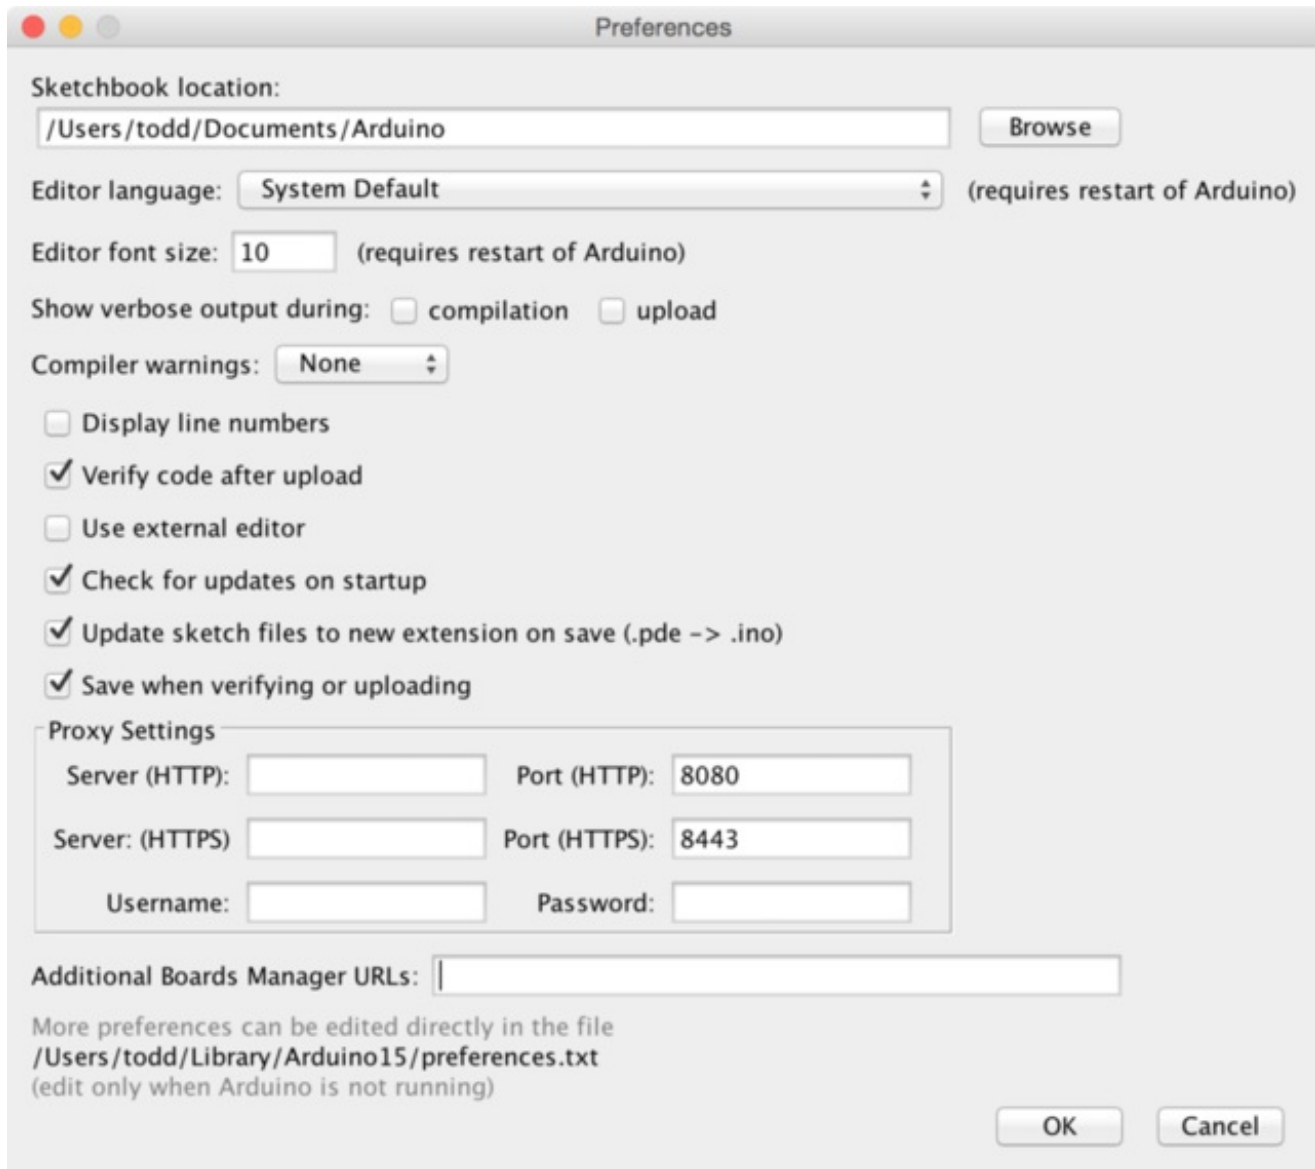 Preferences
Sketchbook location:
/Users/todd/Documents/Arduino Browse
Editor language: System Default (requires restart of Arduino)
Editor font size: 10 (requires restart of Arduino)
Show verbose output during: compilation upload
Compiler warnings: None
Display line numbers
Verify code after upload
Use external editor
Check for updates on startup
Update sketch files to new extension on save (.pde -> .ino)
Save when verifying or uploading
Proxy Settings
Server (HTTP): Port (HTTP): 8080
Server: (HTTPS) Port (HTTPS): 8443
Username: Password:
Additional Boards Manager URLs:
More preferences can be edited directly in the file
/Users/todd/Library/Arduino15/preferences.txt
(edit only when Arduino is not running)
OK Cancel